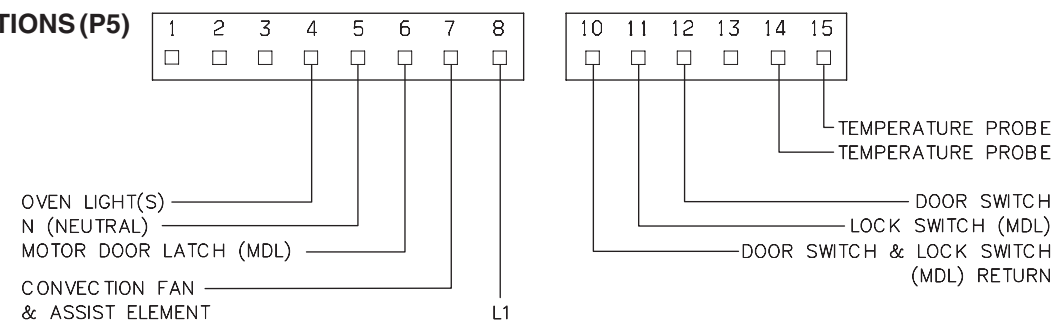 TIONS (P5)
1 2 3 4 5 6 7 8
10 11 12 13 14 15
TEMPERATURE PROBE
TEMPERATURE PROBE
OVEN LIGHT(S)
N (NEUTRAL)
MOTOR DOOR LATCH (MDL)
CONVECTION FAN
& ASSIST ELEMENT
L1
DOOR SWITCH
LOCK SWITCH (MDL)
DOOR SWITCH & LOCK SWITCH
(MDL) RETURN